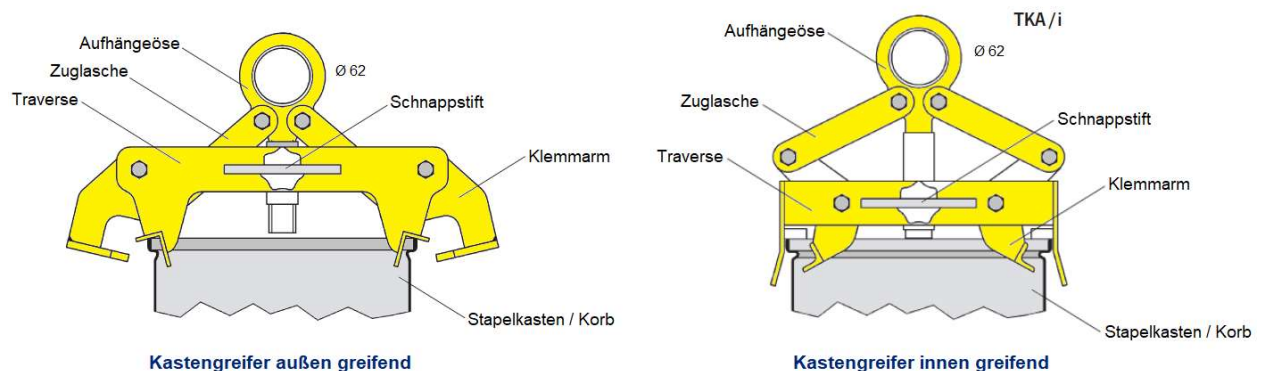 Aufhängeöse
Ø 62
Zuglasche
Traverse
Schnappstift
Klemmarm
Stapelkasten / Korb
Kastengreifer außen greifend
TKA/i
Aufhängeöse
Ø 62
Zuglasche
Schnappstift
Traverse
Klemmarm
Stapelkasten / Korb
Kastengreifer innen greifend